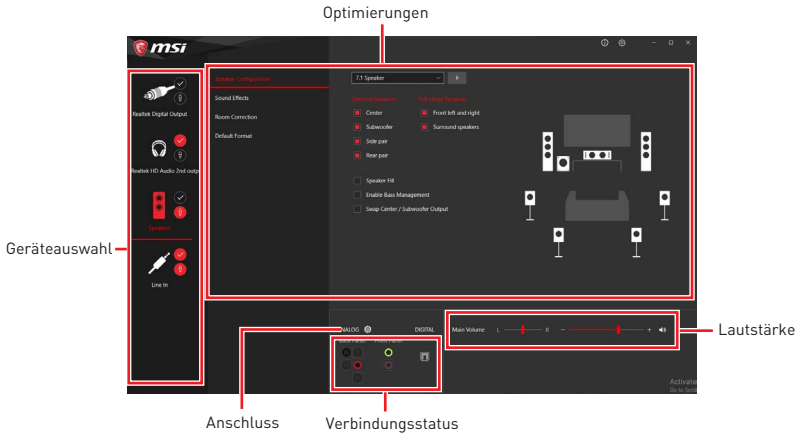 Optimierungen
msi
Speaker Configuration
7.1 Speaker
Sound Effects
Optional Speakers
Full-range Speakers
Realtek Digital Output
Center
Front left and right
Room Correction
Subwoofer
Surround speakers
Default Format
Side pair
Rear pair
Realtek HD Audio 2nd outp
Speaker Fill
Enable Bass Management
Swap Center / Subwoofer Output
Speakers
Geräteauswahl
Line In
ANALOG
DIGITAL
Main Volume
L
R
-
+
Lautstärke
Back Panel
Front Panel
Activate
Go to Setti
Anschluss
Verbindungsstatus